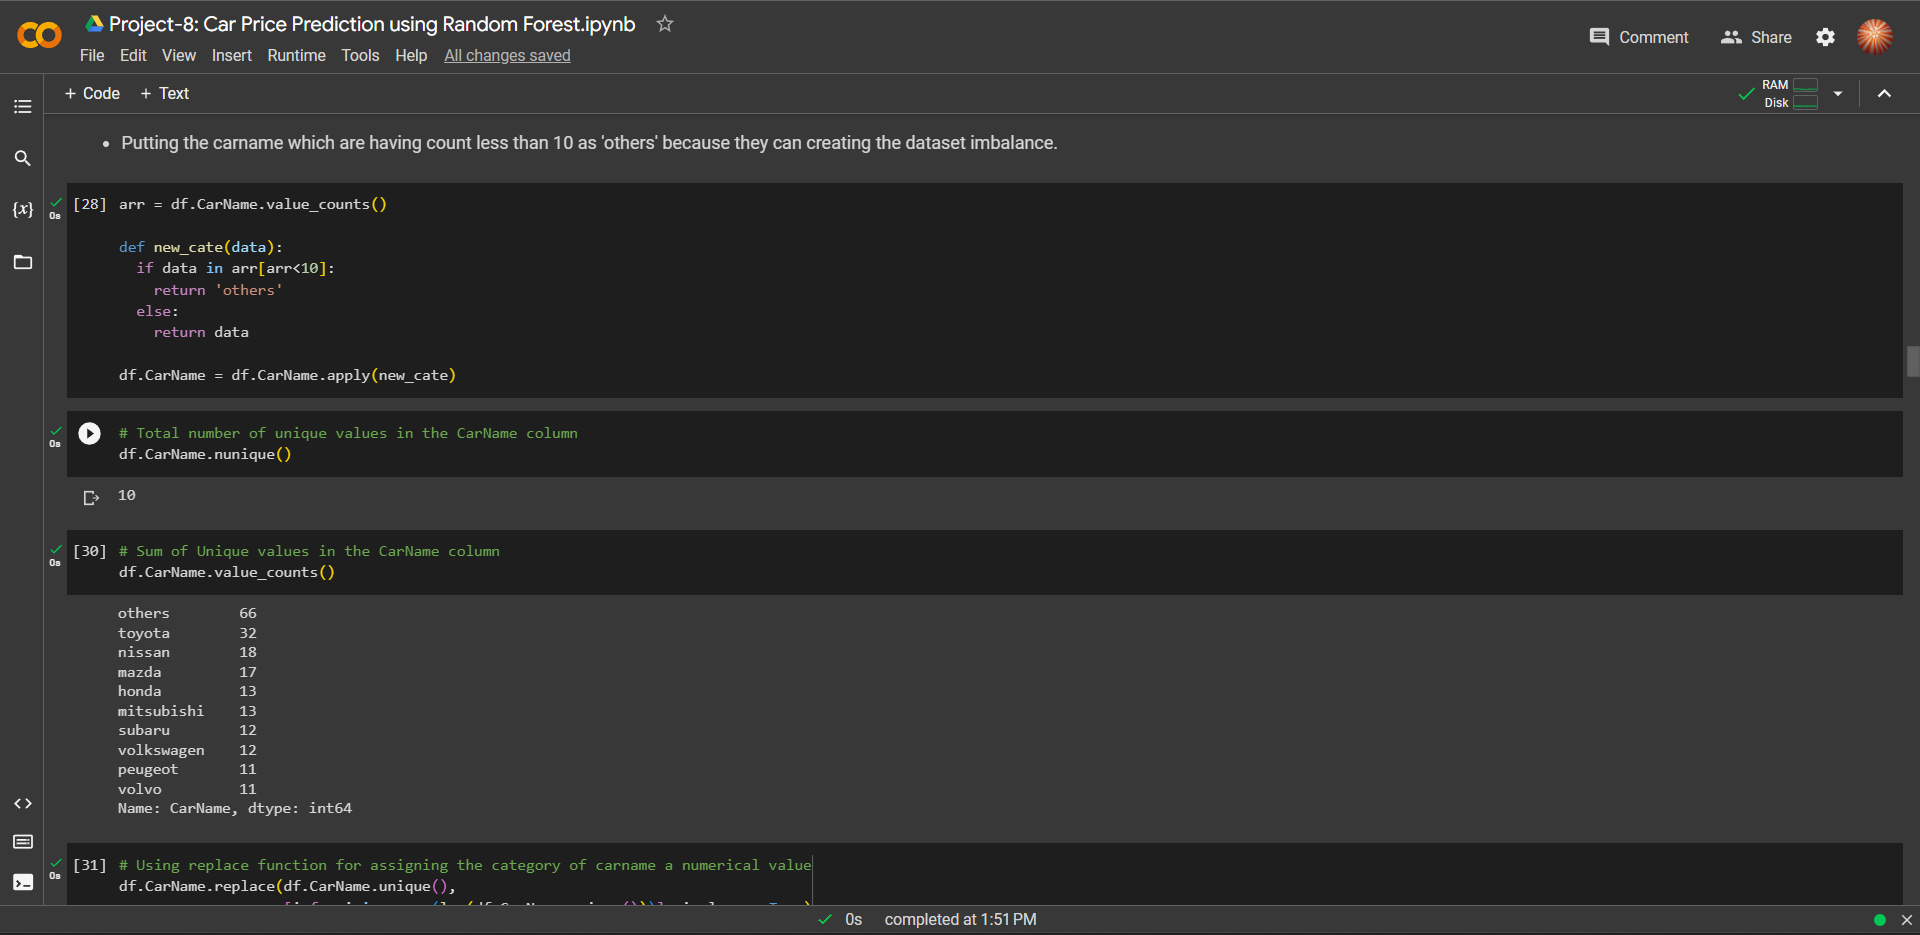 Project-8: Car Price Prediction using Random Forest.ipynb
File Edit View Insert Runtime Tools Help All changes saved
Comment Share
+ Code + Text
RAM
Disk
• Putting the carname which are having count less than 10 as 'others' because they can creating the dataset imbalance.
{x}
0s
[28] arr = df.CarName.value_counts()
def new_cate(data):
if data in arr[arr<10]:
return 'others'
else:
return data
df.CarName = df.CarName.apply(new_cate)
0s
# Total number of unique values in the CarName column
df.CarName.nunique()
10
0s
[30] # Sum of Unique values in the CarName column
df.CarName.value_counts()
others 66
toyota 32
nissan 18
mazda 17
honda 13
mitsubishi 13
subaru 12
volkswagen 12
peugeot 11
volvo 11
Name: CarName, dtype: int64
0s
[31] # Using replace function for assigning the category of carname a numerical value
df.CarName.replace(df.CarName.unique(),
0s completed at 1:51 PM